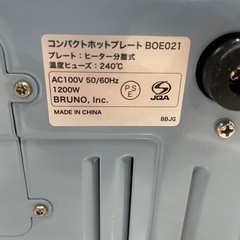 コンパクトホットプレート BOE021
プレート：ヒーター分離式
温度ヒューズ：240℃
AC100V 50/60Hz
1200W
BRUNO, Inc.
MADE IN CHINA
PSE
JQA
BBJG